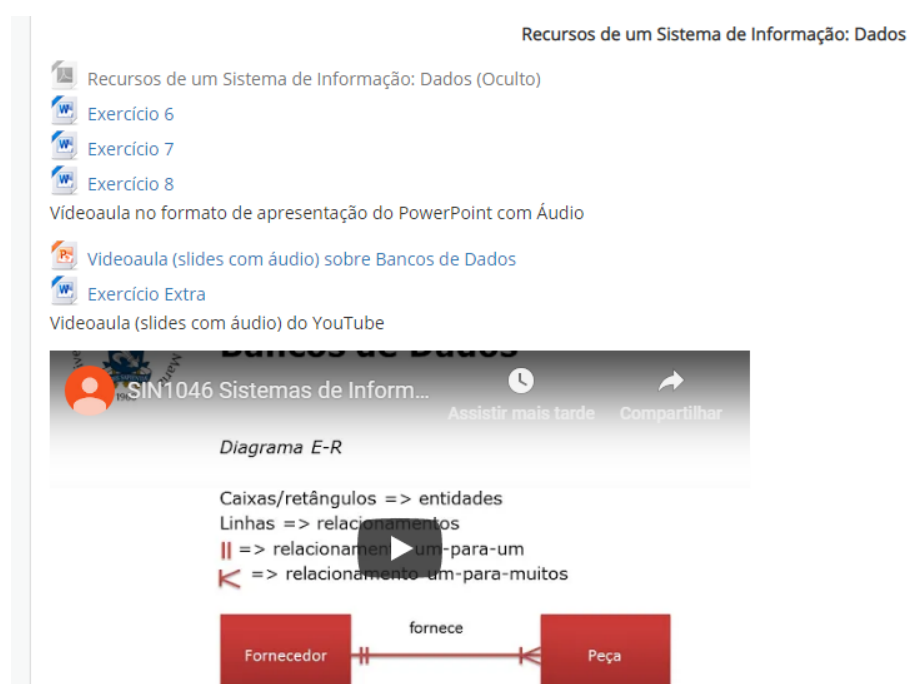 Recursos de um Sistema de Informação: Dados
Recursos de um Sistema de Informação: Dados (Oculto)
Exercício 6
Exercício 7
Exercício 8
Vídeoaula no formato de apresentação do PowerPoint com Áudio
Videoaula (slides com áudio) sobre Bancos de Dados
Exercício Extra
Videoaula (slides com áudio) do YouTube
Bancos de Dados
SIN1046 Sistemas de Inform...
Assistir mais tarde Compartilhar
Diagrama E-R
Caixas/retângulos => entidades
Linhas => relacionamentos
=> relacionamento um-para-um
=> relacionamento um-para-muitos
fornece
Fornecedor Peça